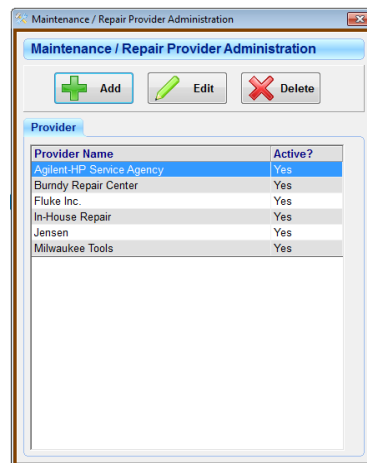 Maintenance / Repair Provider Administration
Maintenance / Repair Provider Administration
Add Edit Delete
Provider
Provider Name Active?
Agilent-HP Service Agency Yes
Burndy Repair Center Yes
Fluke Inc. Yes
In-House Repair Yes
Jensen Yes
Milwaukee Tools Yes